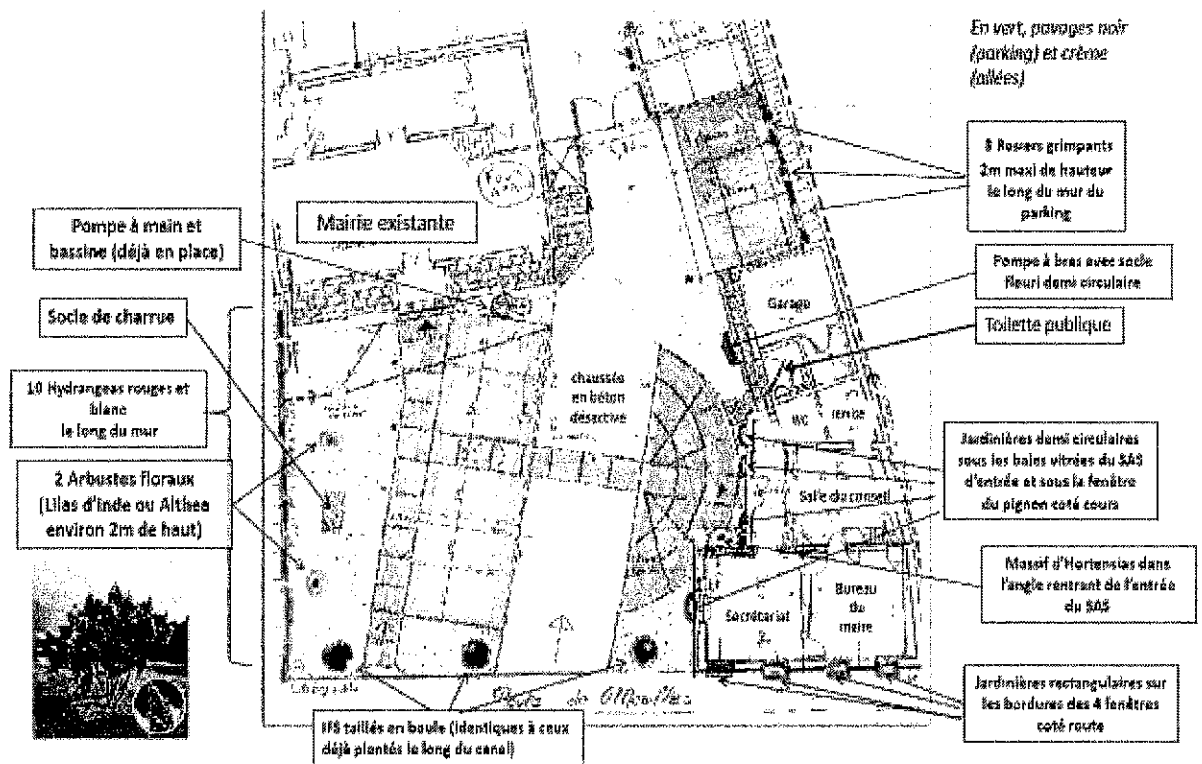 En vert, pavages noir
(parking) et crème
(allées)
8 Rosiers grimpants
2m maxi de hauteur
le long du mur du
parking
Pompe à main et
bassine (déjà en place)
Mairie existante
Pompe à bras avec socle
fleuri demi circulaire
Garage
Socle de charrue
Toilette publique
10 Hydrangeas rouges et
blanc
le long du mur
chaussée
en béton
désactivé
WC
Jardinières demi circulaires
sous les baies vitrées du SAS
d'entrée et sous la fenêtre
du pignon coté cours
2 Arbustes floraux
(Lilas d'Inde ou Althea
environ 2m de haut)
Salle du conseil
Massif d'Hortensias dans
l'angle rentrant de l'entrée
du SAS
Secrétariat
Bureau
du
maire
Jardinières rectangulaires sur
les bordures des 4 fenêtres
coté route
IFS taillés en boule (identiques à ceux
déjà plantés le long du canal)